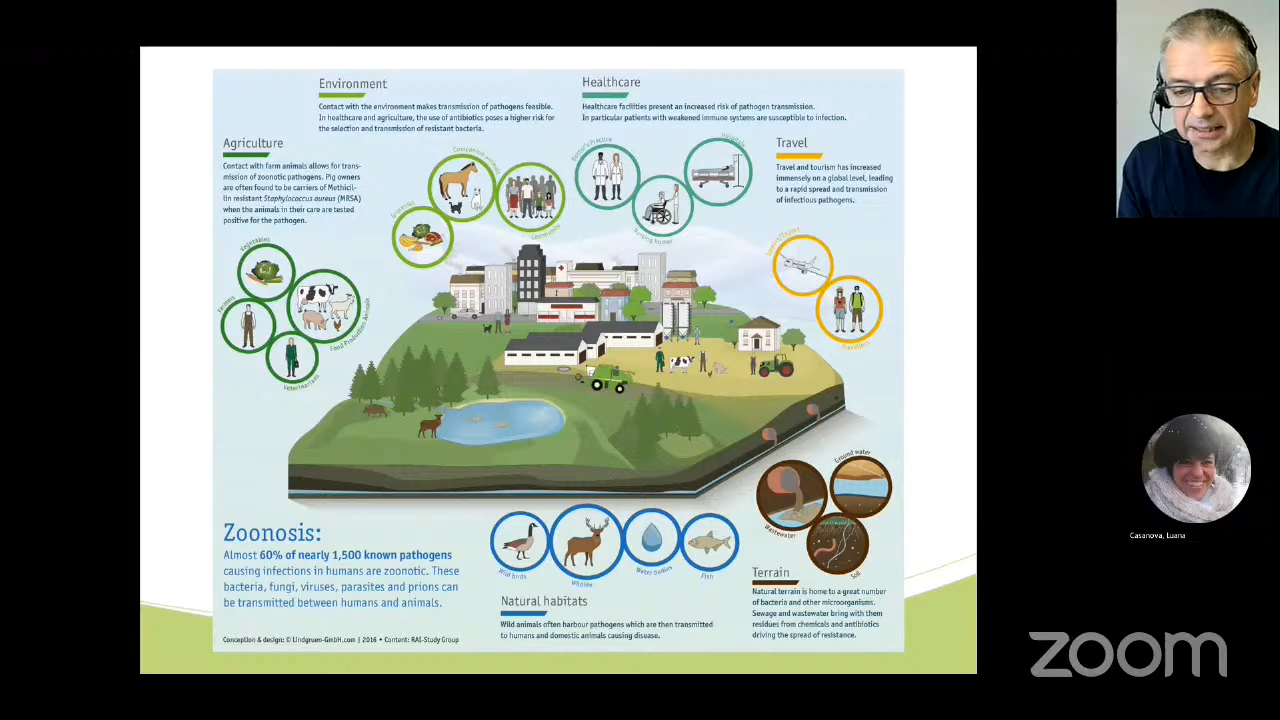 Environment
Contact with the environment makes transmission of pathogens feasible.
In healthcare and agriculture, the use of antibiotics poses a higher risk for
the selection and transmission of resistant bacteria.
Healthcare
Healthcare facilities present an increased risk of pathogen transmission.
In particular patients with weakened immune systems are susceptible to infection.
Agriculture
Contact with farm animals allows for trans-
mission of zoonotic pathogens. Pig owners
are often found to be carriers of Methicil-
lin resistant Staphylococcus aureus (MRSA)
when the animals in their care are tested
positive for the pathogen.
Travel
Travel and tourism has increased
immensely on a global level, leading
to a rapid spread and transmission
of infectious pathogens.
Companion animals
Groceries
Community
Doctor's Practice
Hospitals
Nursing homes
Vegetables
Farmers
Food Production Animals
Veterinarians
Import/Export
Travellers
Ground water
Wastewater
Soil
Wild birds
Wildlife
Water bodies
Fish
Zoonosis:
Almost 60% of nearly 1,500 known pathogens
causing infections in humans are zoonotic. These
bacteria, fungi, viruses, parasites and prions can
be transmitted between humans and animals.
Conception & design: © Lindgruen-GmbH.com | 2016 • Content: RAI-Study Group
Natural habitats
Wild animals often harbour pathogens which are then transmitted
to humans and domestic animals causing disease.
Terrain
Natural terrain is home to a great number
of bacteria and other microorganisms.
Sewage and wastewater bring with them
residues from chemicals and antibiotics
driving the spread of resistance.
Casanova, Luana
zoom